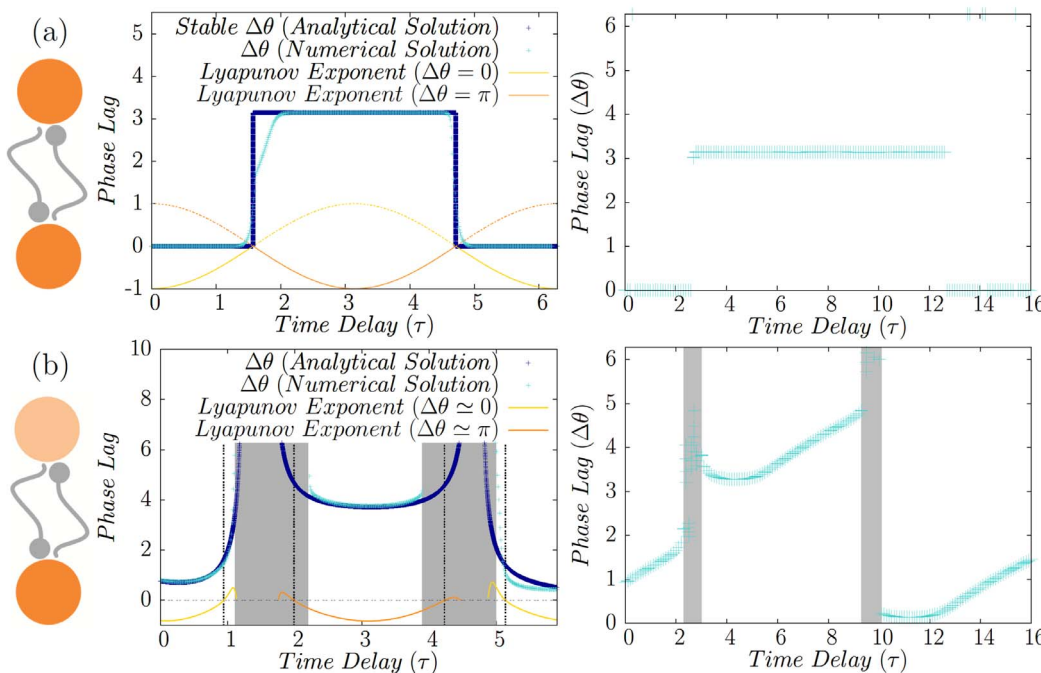 (a)
Phase Lag
5
4
3
2
1
0
-1
Stable Δθ (Analytical Solution)
Δθ (Numerical Solution)
Lyapunov Exponent (Δθ = 0)
Lyapunov Exponent (Δθ = π)
0 1 2 3 4 5 6
Time Delay (τ)
Phase Lag (Δθ)
6
5
4
3
2
1
0
0 2 4 6 8 10 12 14 16
Time Delay (τ)
(b)
Phase Lag
10
8
6
4
2
0
Δθ (Analytical Solution)
Δθ (Numerical Solution)
Lyapunov Exponent (Δθ ≃ 0)
Lyapunov Exponent (Δθ ≃ π)
0 1 2 3 4 5
Time Delay (τ)
Phase Lag (Δθ)
6
5
4
3
2
1
0
0 2 4 6 8 10 12 14 16
Time Delay (τ)